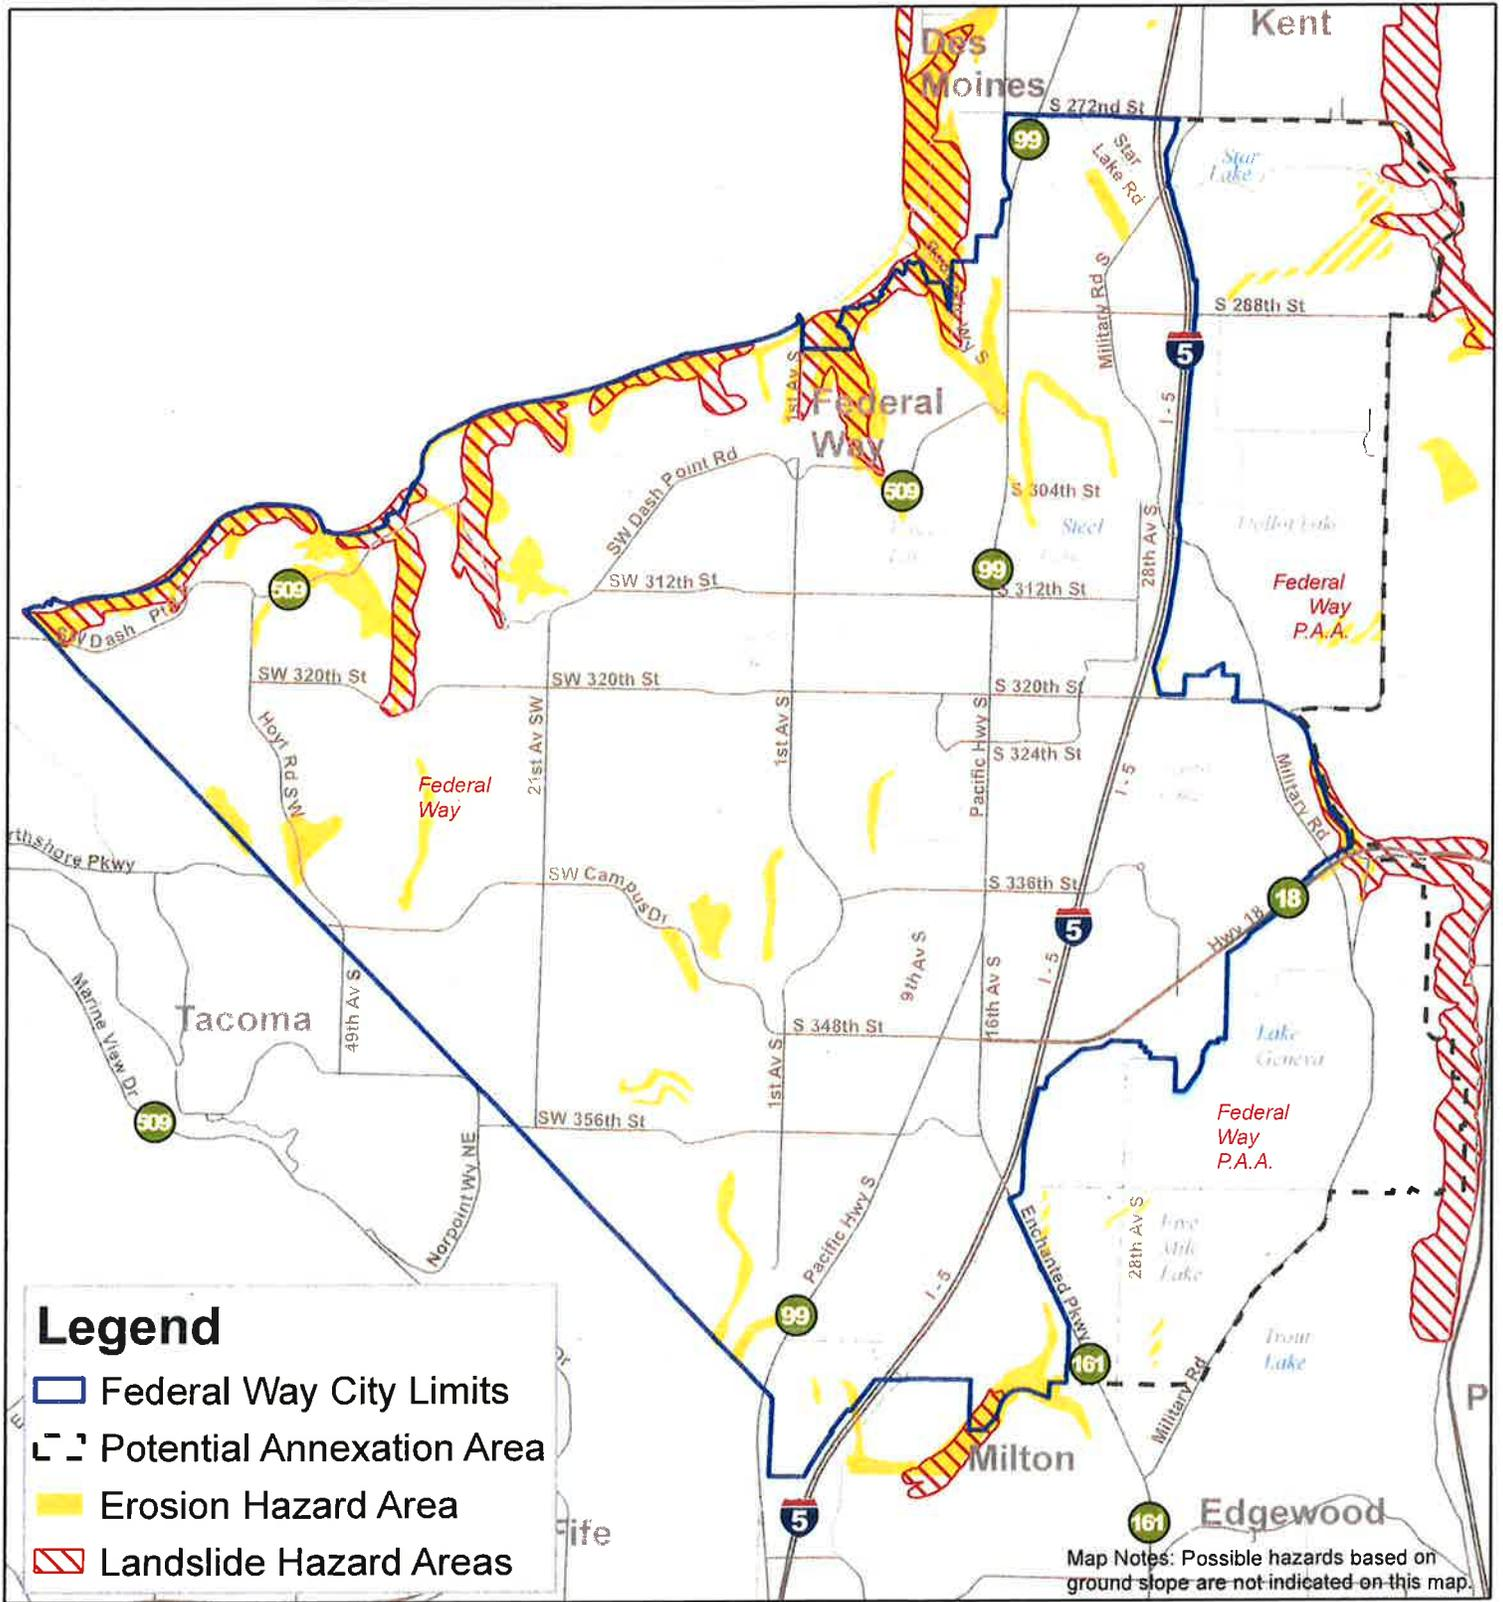 Kent
Des
Moines
S 272nd St
99
Star
Lake Rd
Star
Lake
Military Rd S
S 288th St
5
1st Av S
I - 5
Federal
Way
SW Dash Point Rd
509
S 304th St
Steel
28th Av S
509
SW 312th St
99
S 312th St
Federal
Way
P.A.A.
SW Dash Pt
SW 320th St
SW 320th St
S 320th St
Hoyt Rd SW
21st Av SW
1st Av S
Pacific Hwy S
S 324th St
I - 5
Military Rd
Federal
Way
rthshore Pkwy
SW Campus Dr
S 336th St
18
5
Hwy 18
Marine View Dr
Tacoma
49th Av S
9th Av S
16th Av S
I - 5
S 348th St
Lake
Geneva
1st Av S
509
SW 356th St
Federal
Way
P.A.A.
Norpoint Wy NE
Pacific Hwy S
Enchanted Pkwy
28th Av S
Five
Mile
Lake
I - 5
99
161
Trout
Lake
Military Rd
P
Milton
5
161
Edgewood
ife
Legend
Federal Way City Limits
Potential Annexation Area
Erosion Hazard Area
Landslide Hazard Areas
Map Notes: Possible hazards based on
ground slope are not indicated on this map.